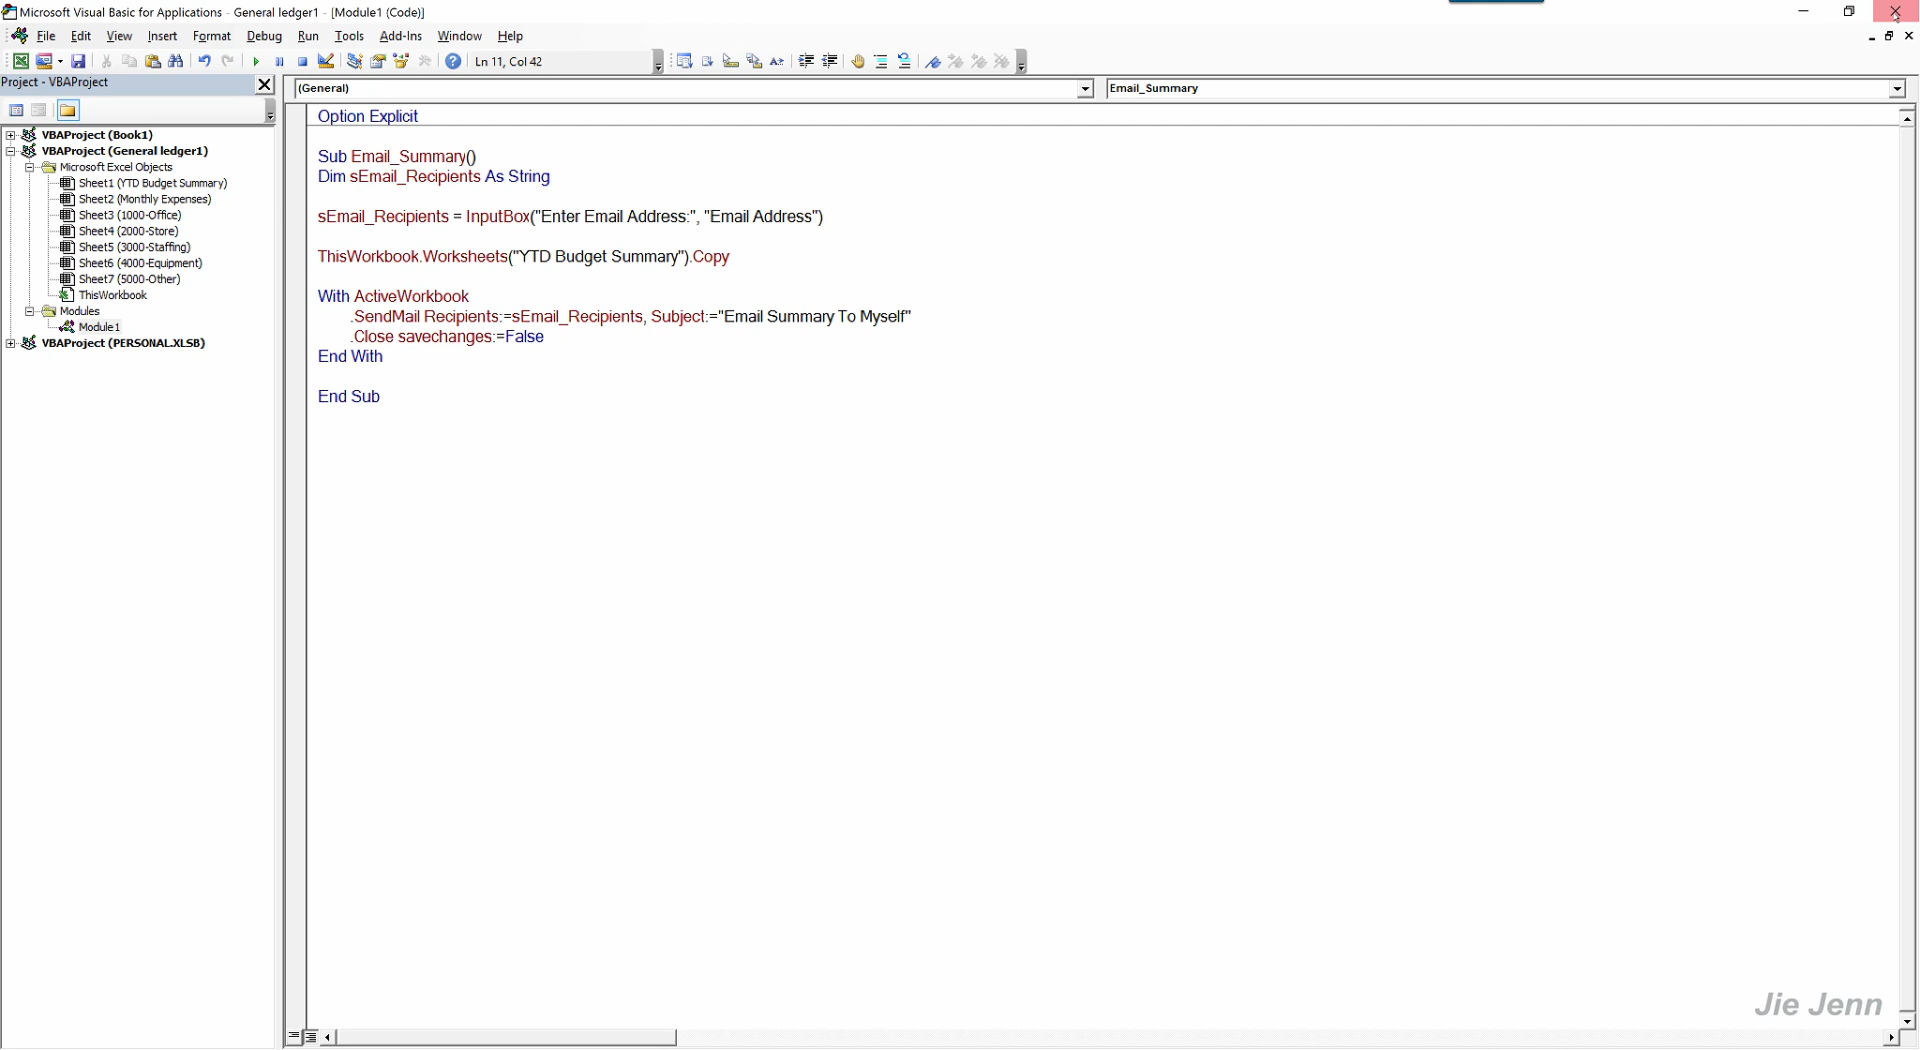 Microsoft Visual Basic for Applications - General ledger1 - [Module1 (Code)]
File Edit View Insert Format Debug Run Tools Add-Ins Window Help
Ln 11, Col 42
Project - VBAProject
(General)
Email_Summary
VBAProject (Book1)
VBAProject (General ledger1)
Microsoft Excel Objects
Sheet1 (YTD Budget Summary)
Sheet2 (Monthly Expenses)
Sheet3 (1000-Office)
Sheet4 (2000-Store)
Sheet5 (3000-Staffing)
Sheet6 (4000-Equipment)
Sheet7 (5000-Other)
ThisWorkbook
Modules
Module1
VBAProject (PERSONAL.XLSB)
Option Explicit
Sub Email_Summary()
Dim sEmail_Recipients As String
sEmail_Recipients = InputBox("Enter Email Address:", "Email Address")
ThisWorkbook.Worksheets("YTD Budget Summary").Copy
With ActiveWorkbook
.SendMail Recipients:=sEmail_Recipients, Subject:="Email Summary To Myself"
.Close savechanges:=False
End With
End Sub
Jie Jenn